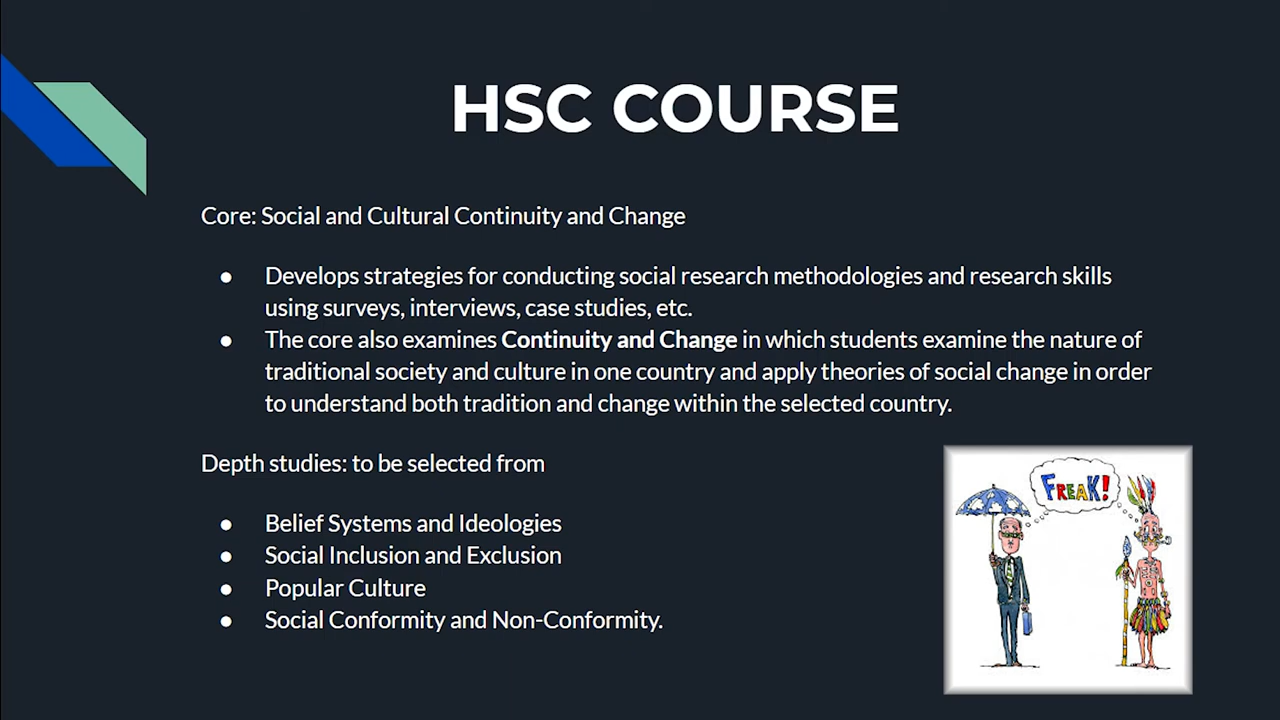 HSC COURSE
Core: Social and Cultural Continuity and Change
● Develops strategies for conducting social research methodologies and research skills
using surveys, interviews, case studies, etc.
● The core also examines Continuity and Change in which students examine the nature of
traditional society and culture in one country and apply theories of social change in order
to understand both tradition and change within the selected country.
Depth studies: to be selected from
● Belief Systems and Ideologies
● Social Inclusion and Exclusion
● Popular Culture
● Social Conformity and Non-Conformity.
FREAK!